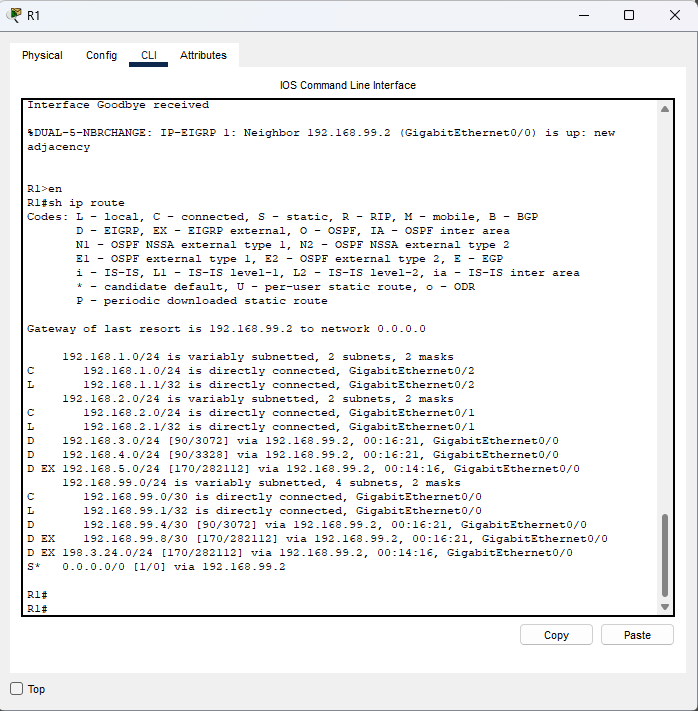 R1
Physical Config CLI Attributes
IOS Command Line Interface
Interface Goodbye received
%DUAL-5-NBRCHANGE: IP-EIGRP 1: Neighbor 192.168.99.2 (GigabitEthernet0/0) is up: new
adjacency
R1>en
R1#sh ip route
Codes: L - local, C - connected, S - static, R - RIP, M - mobile, B - BGP
D - EIGRP, EX - EIGRP external, O - OSPF, IA - OSPF inter area
N1 - OSPF NSSA external type 1, N2 - OSPF NSSA external type 2
E1 - OSPF external type 1, E2 - OSPF external type 2, E - EGP
i - IS-IS, L1 - IS-IS level-1, L2 - IS-IS level-2, ia - IS-IS inter area
* - candidate default, U - per-user static route, o - ODR
P - periodic downloaded static route
Gateway of last resort is 192.168.99.2 to network 0.0.0.0
192.168.1.0/24 is variably subnetted, 2 subnets, 2 masks
C 192.168.1.0/24 is directly connected, GigabitEthernet0/2
L 192.168.1.1/32 is directly connected, GigabitEthernet0/2
192.168.2.0/24 is variably subnetted, 2 subnets, 2 masks
C 192.168.2.0/24 is directly connected, GigabitEthernet0/1
L 192.168.2.1/32 is directly connected, GigabitEthernet0/1
D 192.168.3.0/24 [90/3072] via 192.168.99.2, 00:16:21, GigabitEthernet0/0
D 192.168.4.0/24 [90/3328] via 192.168.99.2, 00:16:21, GigabitEthernet0/0
D EX 192.168.5.0/24 [170/282112] via 192.168.99.2, 00:14:16, GigabitEthernet0/0
192.168.99.0/24 is variably subnetted, 4 subnets, 2 masks
C 192.168.99.0/30 is directly connected, GigabitEthernet0/0
L 192.168.99.1/32 is directly connected, GigabitEthernet0/0
D 192.168.99.4/30 [90/3072] via 192.168.99.2, 00:16:21, GigabitEthernet0/0
D EX 192.168.99.8/30 [170/282112] via 192.168.99.2, 00:16:21, GigabitEthernet0/0
D EX 198.3.24.0/24 [170/282112] via 192.168.99.2, 00:14:16, GigabitEthernet0/0
S* 0.0.0.0/0 [1/0] via 192.168.99.2
R1#
R1#
Copy Paste
Top